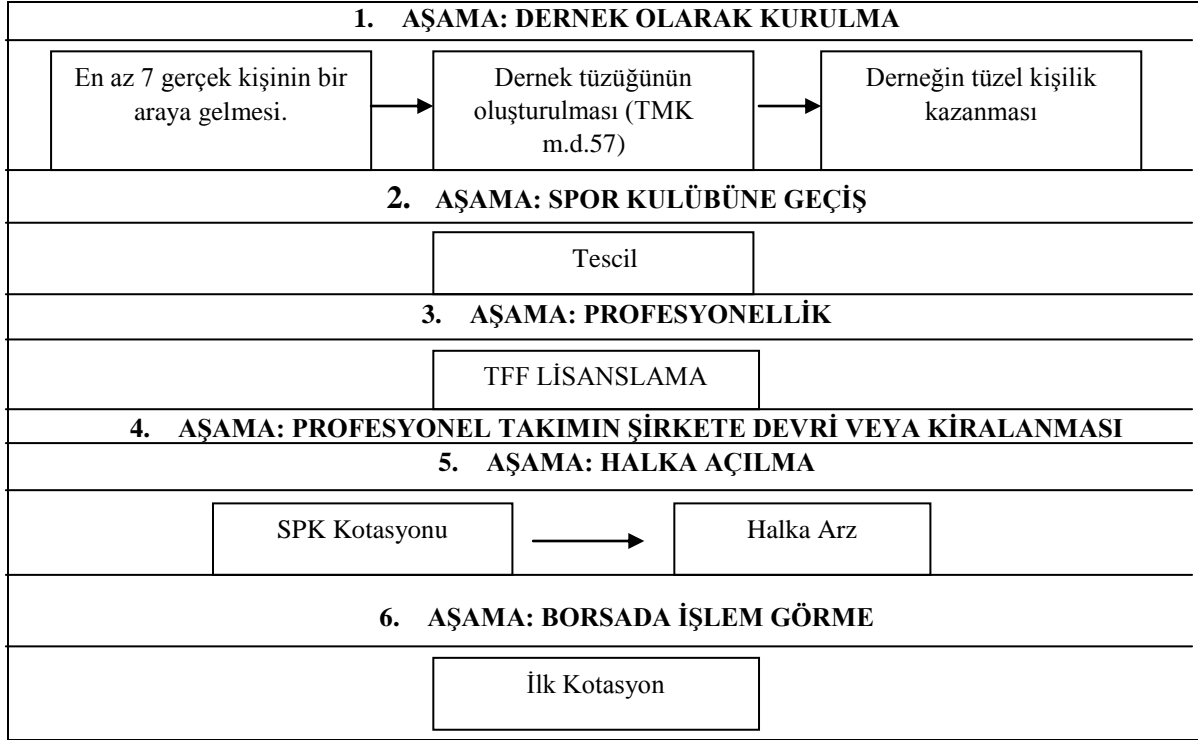 1. AŞAMA: DERNEK OLARAK KURULMA
En az 7 gerçek kişinin bir
araya gelmesi.
Dernek tüzüğünün
oluşturulması (TMK
m.d.57)
Derneğin tüzel kişilik
kazanması
2. AŞAMA: SPOR KULÜBÜNE GEÇİŞ
Tescil
3. AŞAMA: PROFESYONELLİK
TFF LİSANSLAMA
4. AŞAMA: PROFESYONEL TAKIMIN ŞİRKETE DEVRİ VEYA KİRALANMASI
5. AŞAMA: HALKA AÇILMA
SPK Kotasyonu
Halka Arz
6. AŞAMA: BORSADA İŞLEM GÖRME
İlk Kotasyon